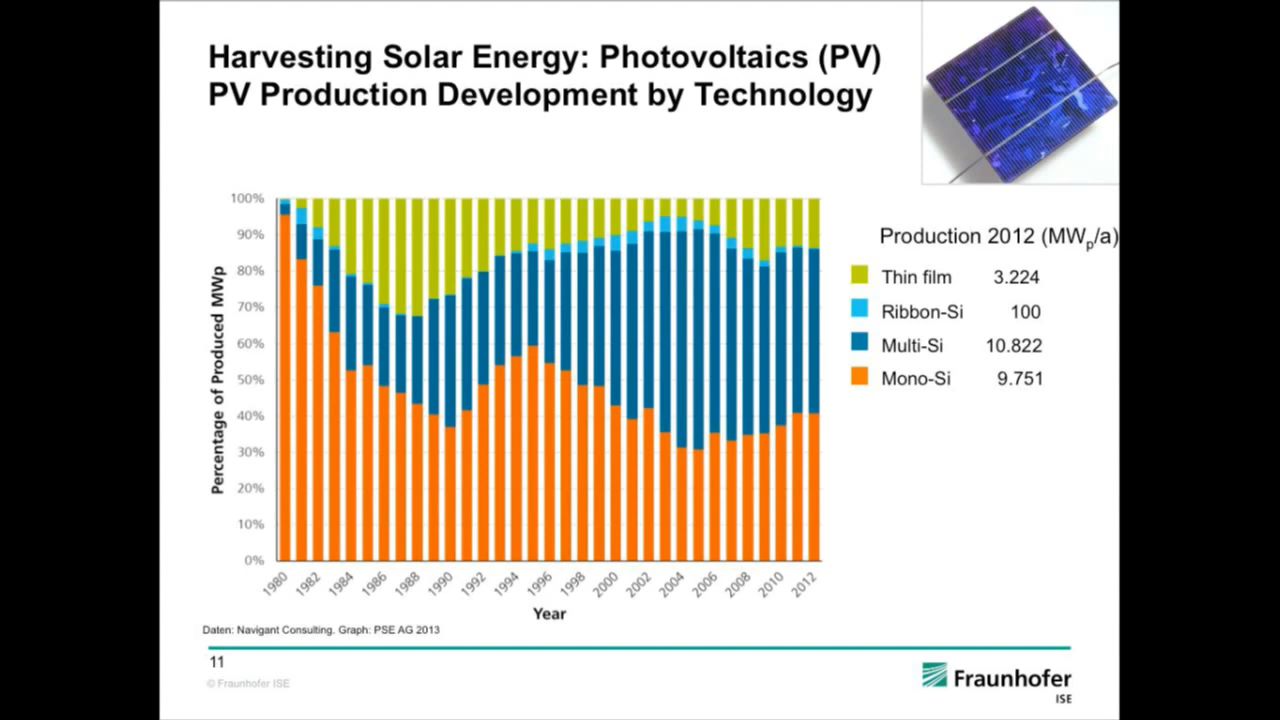 Harvesting Solar Energy: Photovoltaics (PV)
PV Production Development by Technology
Percentage of Produced MWp
100%
90%
80%
70%
60%
50%
40%
30%
20%
10%
0%
1980
1982
1984
1986
1988
1990
1992
1994
1996
1998
2000
2002
2004
2006
2008
2010
2012
Year
Production 2012 (MWp/a)
Thin film 3.224
Ribbon-Si 100
Multi-Si 10.822
Mono-Si 9.751
Daten: Navigant Consulting. Graph: PSE AG 2013
11
© Fraunhofer ISE
Fraunhofer
ISE